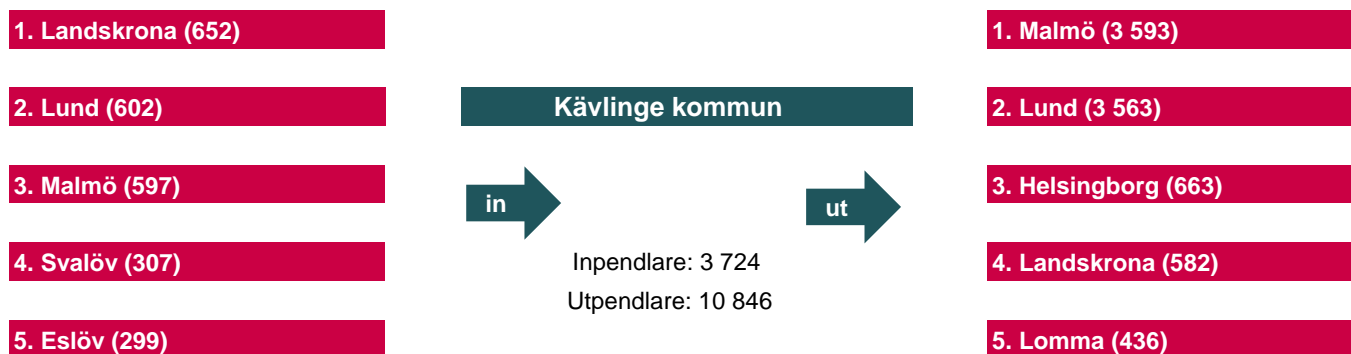 1. Landskrona (652)
2. Lund (602)
3. Malmö (597)
4. Svalöv (307)
5. Eslöv (299)
Kävlinge kommun
in
ut
Inpendlare: 3 724
Utpendlare: 10 846
1. Malmö (3 593)
2. Lund (3 563)
3. Helsingborg (663)
4. Landskrona (582)
5. Lomma (436)